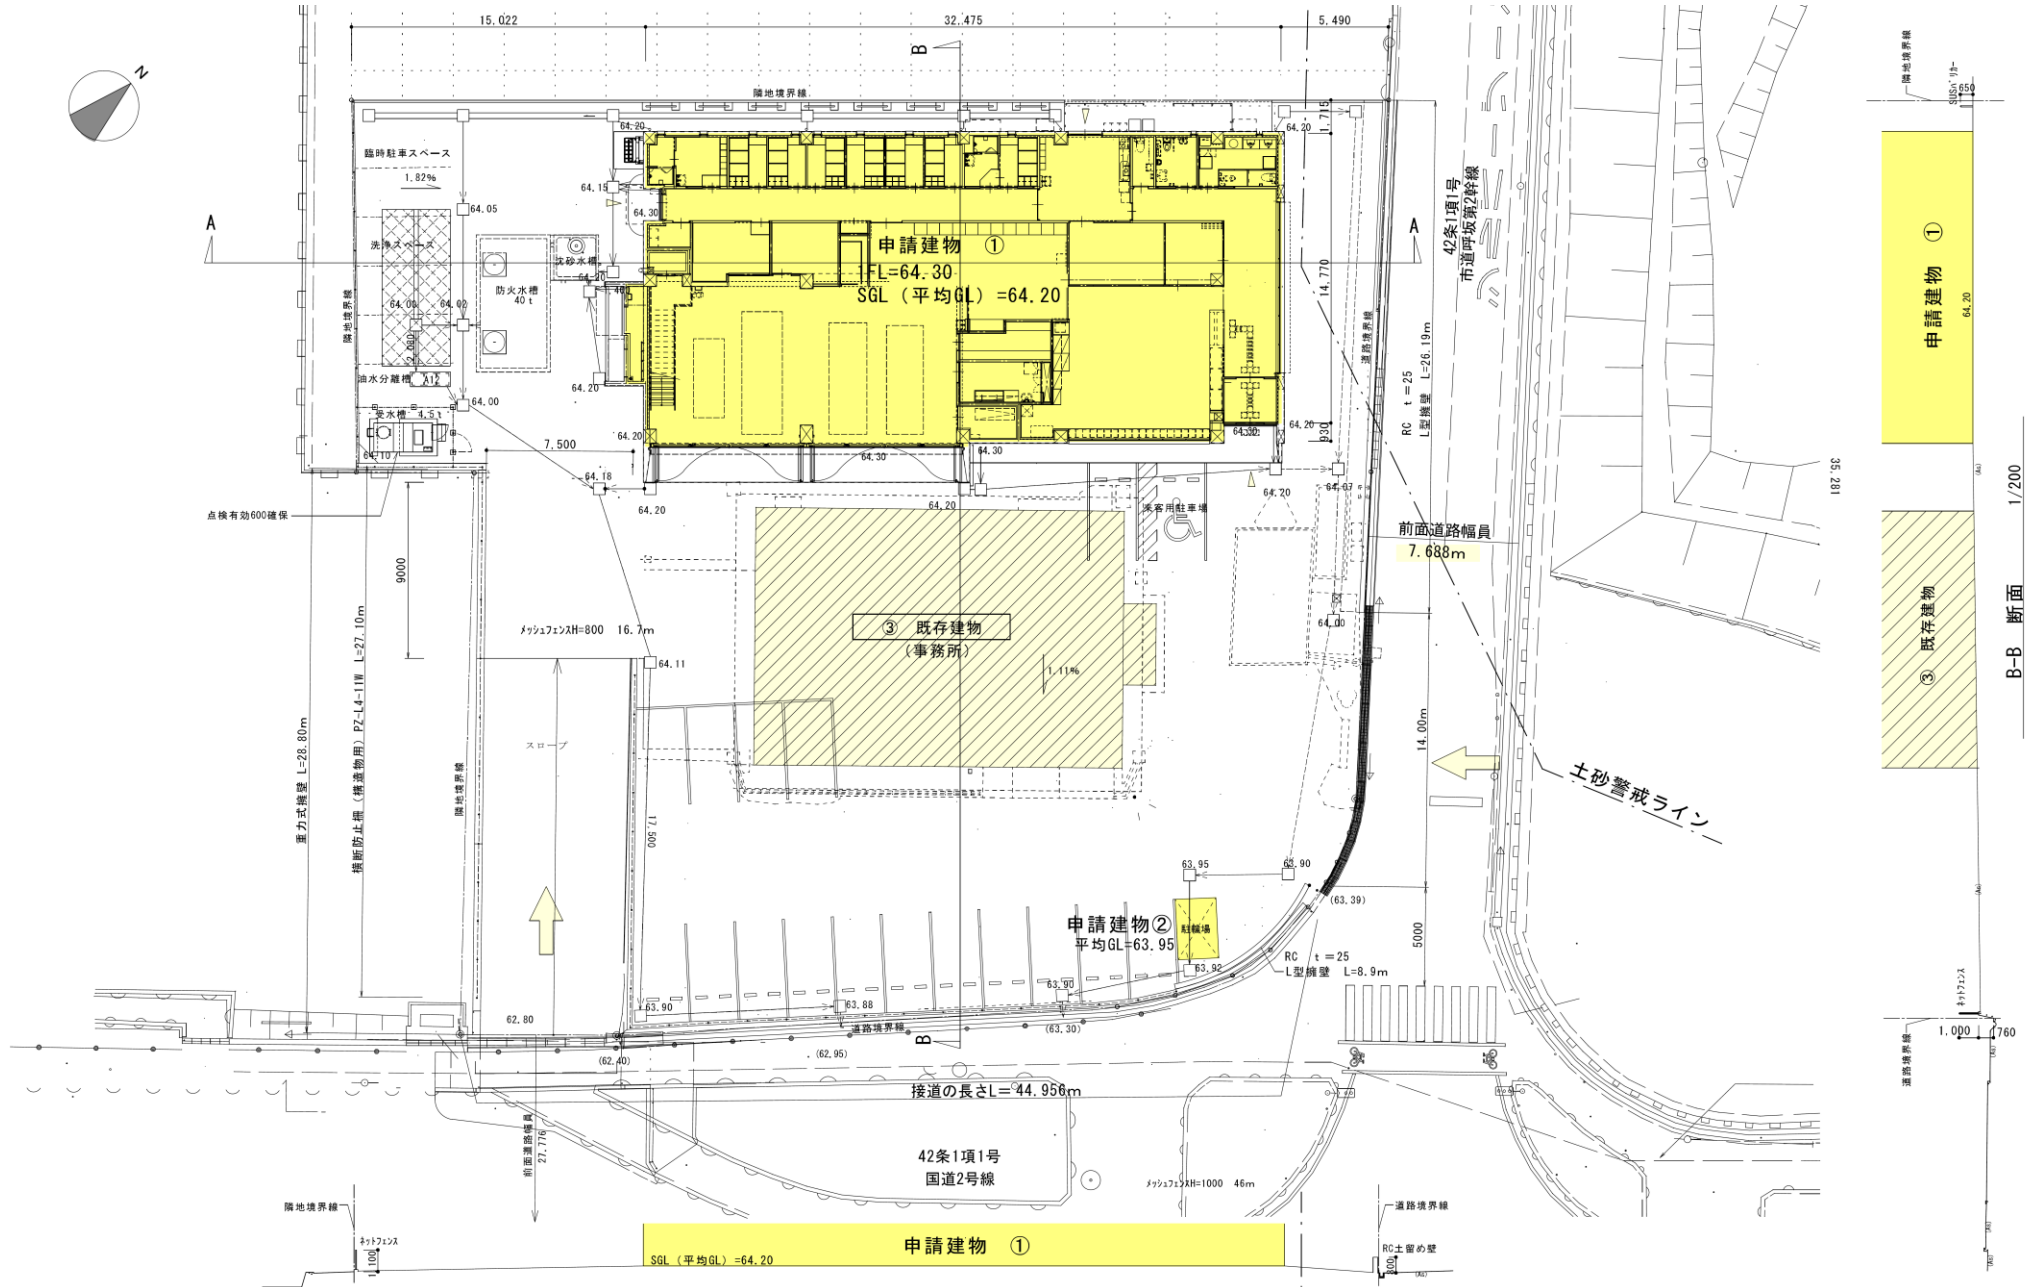 15,022
32.475
5,490
N
B
隣地境界線
64.20
1,715
64.20
臨時駐車スペース
1.82%
64.15
64.05
64.30
A
A
洗浄スペース
沈砂水槽
防火水槽
40t
64.02
申請建物 ①
1FL=64.30
SGL (平均GL) =64.20
14,770
42条1項1号
市道呼坂第2幹線
隣地境界線
道路境界線
RC t=25
L型擁壁 L=26.19m
油水分離槽
64.20
64.00
受水槽 4.5t
64.10
7.500
64.20
64.20
930
64.30
64.30
64.18
64.20
64.20
64.20
64.07
来客用駐車場
点検有効600確保
9000
前面道路幅員
7.688m
35,281
メッシュフェンスH=800 16.7m
③ 既存建物
(事務所)
64.00
64.11
1.11%
スロープ
重力式擁壁 L=28.80m
横断防止柵 (構造物用) PZ-L4-11W L=27.10m
隣地境界線
14.00m
土砂警戒ライン
17.500
63.95
63.90
(63.39)
申請建物②
平均GL=63.95
駐輪場
5000
RC t=25
L型擁壁 L=8.9m
63.92
63.90
63.90
63.88
62.80
道路境界線
(63.30)
B
(62.40)
(62.95)
接道の長さL=44.956m
前面道路幅員
27.776
42条1項1号
国道2号線
メッシュフェンスH=1000 46m
隣地境界線
道路境界線
ネットフェンス
1,100
SGL (平均GL) =64.20
申請建物 ①
RC土留め壁
800
隣地境界線
650
申請建物 ①
64.20
③ 既存建物
B-B 断面 1/200
ネットフェンス
1,000
760
道路境界線